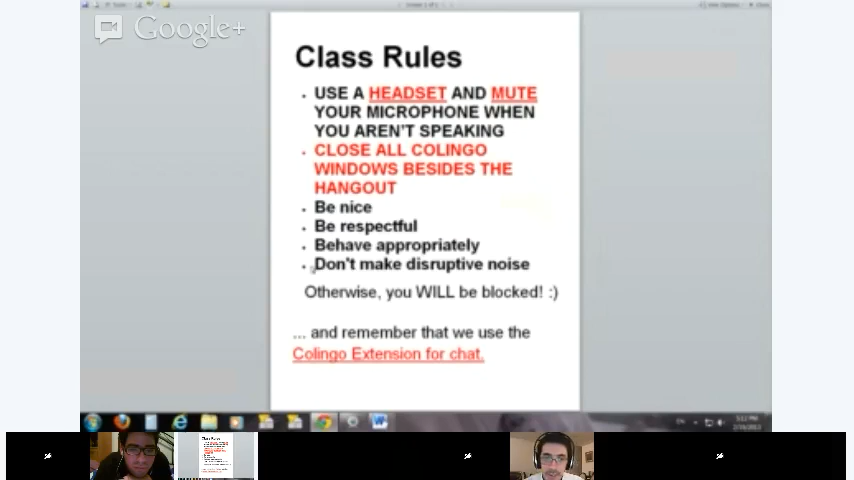 Google+
Class Rules
USE A HEADSET AND MUTE
YOUR MICROPHONE WHEN
YOU AREN'T SPEAKING
CLOSE ALL COLINGO
WINDOWS BESIDES THE
HANGOUT
Be nice
Be respectful
Behave appropriately
Don't make disruptive noise
Otherwise, you WILL be blocked! :)
... and remember that we use the
Colingo Extension for chat.